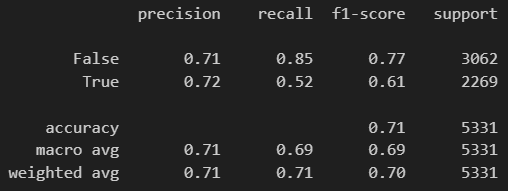 precision recall f1-score support
False 0.71 0.85 0.77 3062
True 0.72 0.52 0.61 2269
accuracy 0.71 5331
macro avg 0.71 0.69 0.69 5331
weighted avg 0.71 0.71 0.70 5331